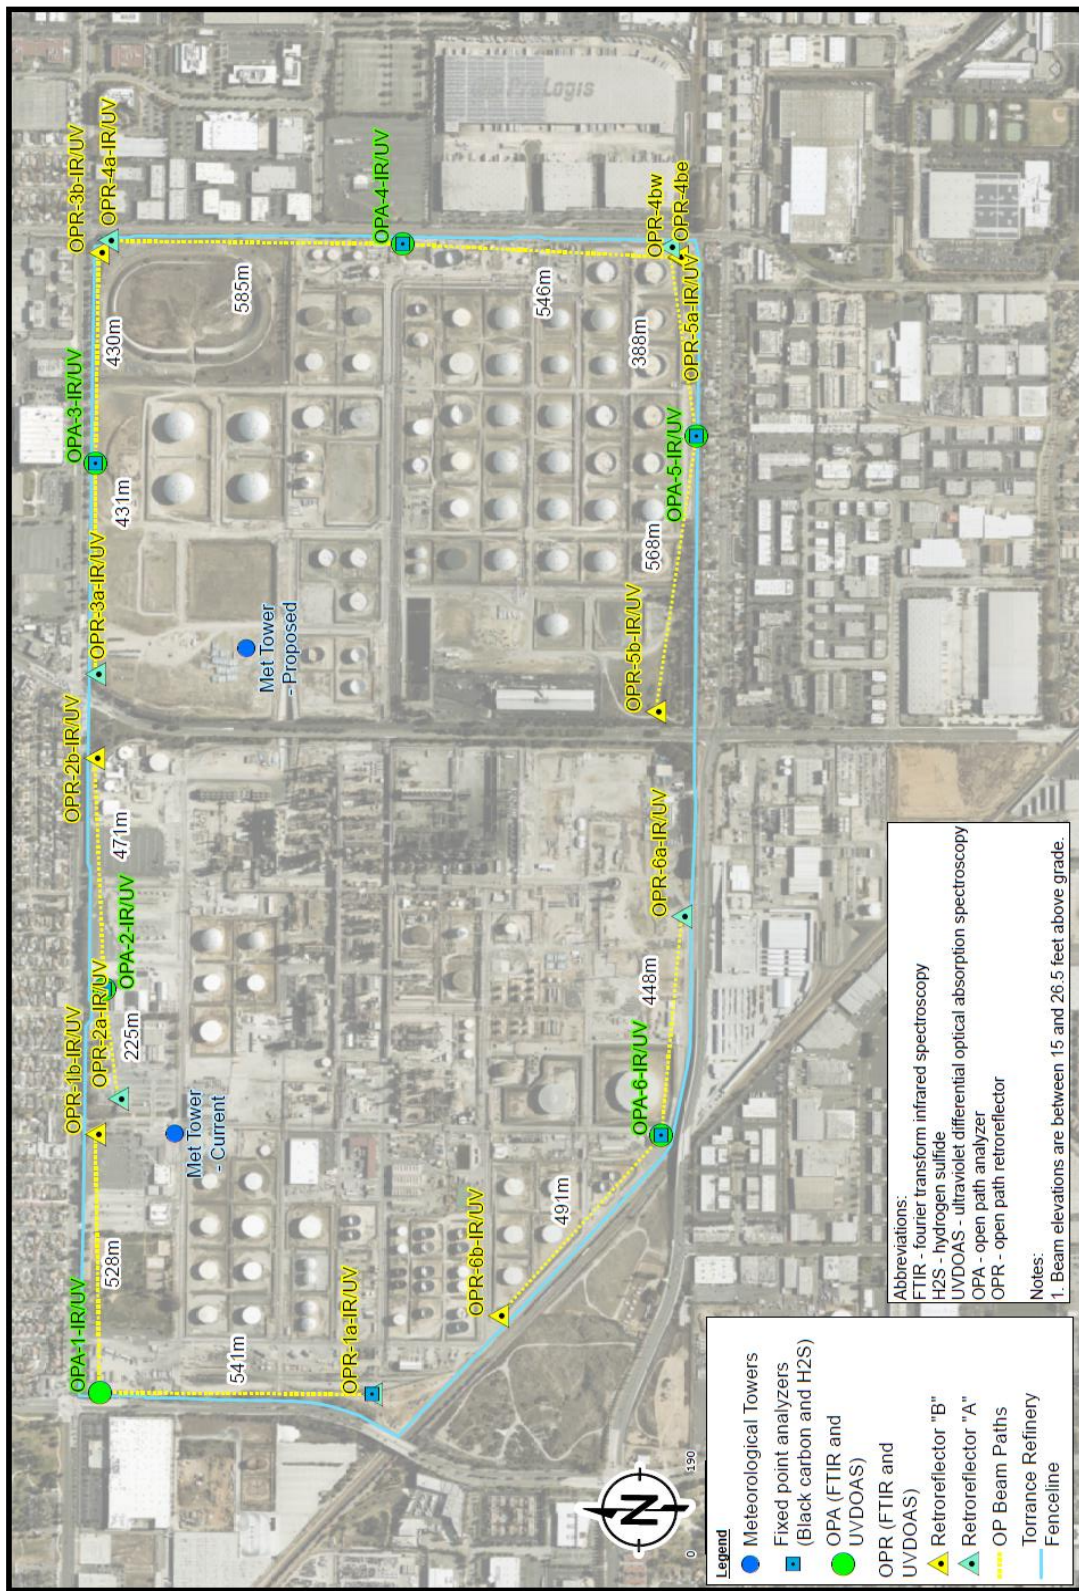 OPA-1-IR/UV
528m
OPR-1b-IR/UV
OPR-2a-IR/UV
225m
OPA-2-IR/UV
471m
OPR-2b-IR/UV
OPR-3a-IR/UV
431m
OPA-3-IR/UV
430m
OPR-3b-IR/UV
OPR-4a-IR/UV
585m
OPA-4-IR/UV
546m
OPR-4bw
OPR-4be
OPR-5a-IR/UV
388m
OPA-5-IR/UV
568m
OPR-5b-IR/UV
OPR-6a-IR/UV
448m
OPA-6-IR/UV
491m
OPR-6b-IR/UV
OPR-1a-IR/UV
541m
Met Tower
- Current
Met Tower
- Proposed
ProLogis
N
0
190
Legend
Meteorological Towers
Fixed point analyzers
(Black carbon and H2S)
OPA (FTIR and
UVDOAS)
OPR (FTIR and
UVDOAS)
Retroreflector "B"
Retroreflector "A"
OP Beam Paths
Torrance Refinery
Fenceline
Abbreviations:
FTIR - fourier transform infrared spectroscopy
H2S - hydrogen sulfide
UVDOAS - ultraviolet differential optical absorption spectroscopy
OPA - open path analyzer
OPR - open path retroreflector
Notes:
1. Beam elevations are between 15 and 26.5 feet above grade.